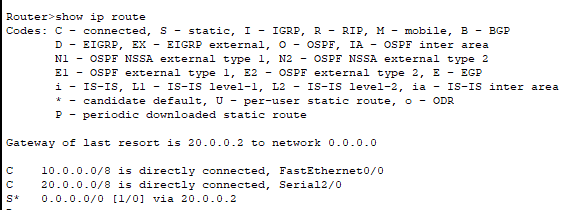 Router>show ip route
Codes: C - connected, S - static, I - IGRP, R - RIP, M - mobile, B - BGP
D - EIGRP, EX - EIGRP external, O - OSPF, IA - OSPF inter area
N1 - OSPF NSSA external type 1, N2 - OSPF NSSA external type 2
E1 - OSPF external type 1, E2 - OSPF external type 2, E - EGP
i - IS-IS, L1 - IS-IS level-1, L2 - IS-IS level-2, ia - IS-IS inter area
* - candidate default, U - per-user static route, o - ODR
P - periodic downloaded static route
Gateway of last resort is 20.0.0.2 to network 0.0.0.0
C 10.0.0.0/8 is directly connected, FastEthernet0/0
C 20.0.0.0/8 is directly connected, Serial2/0
S* 0.0.0.0/0 [1/0] via 20.0.0.2